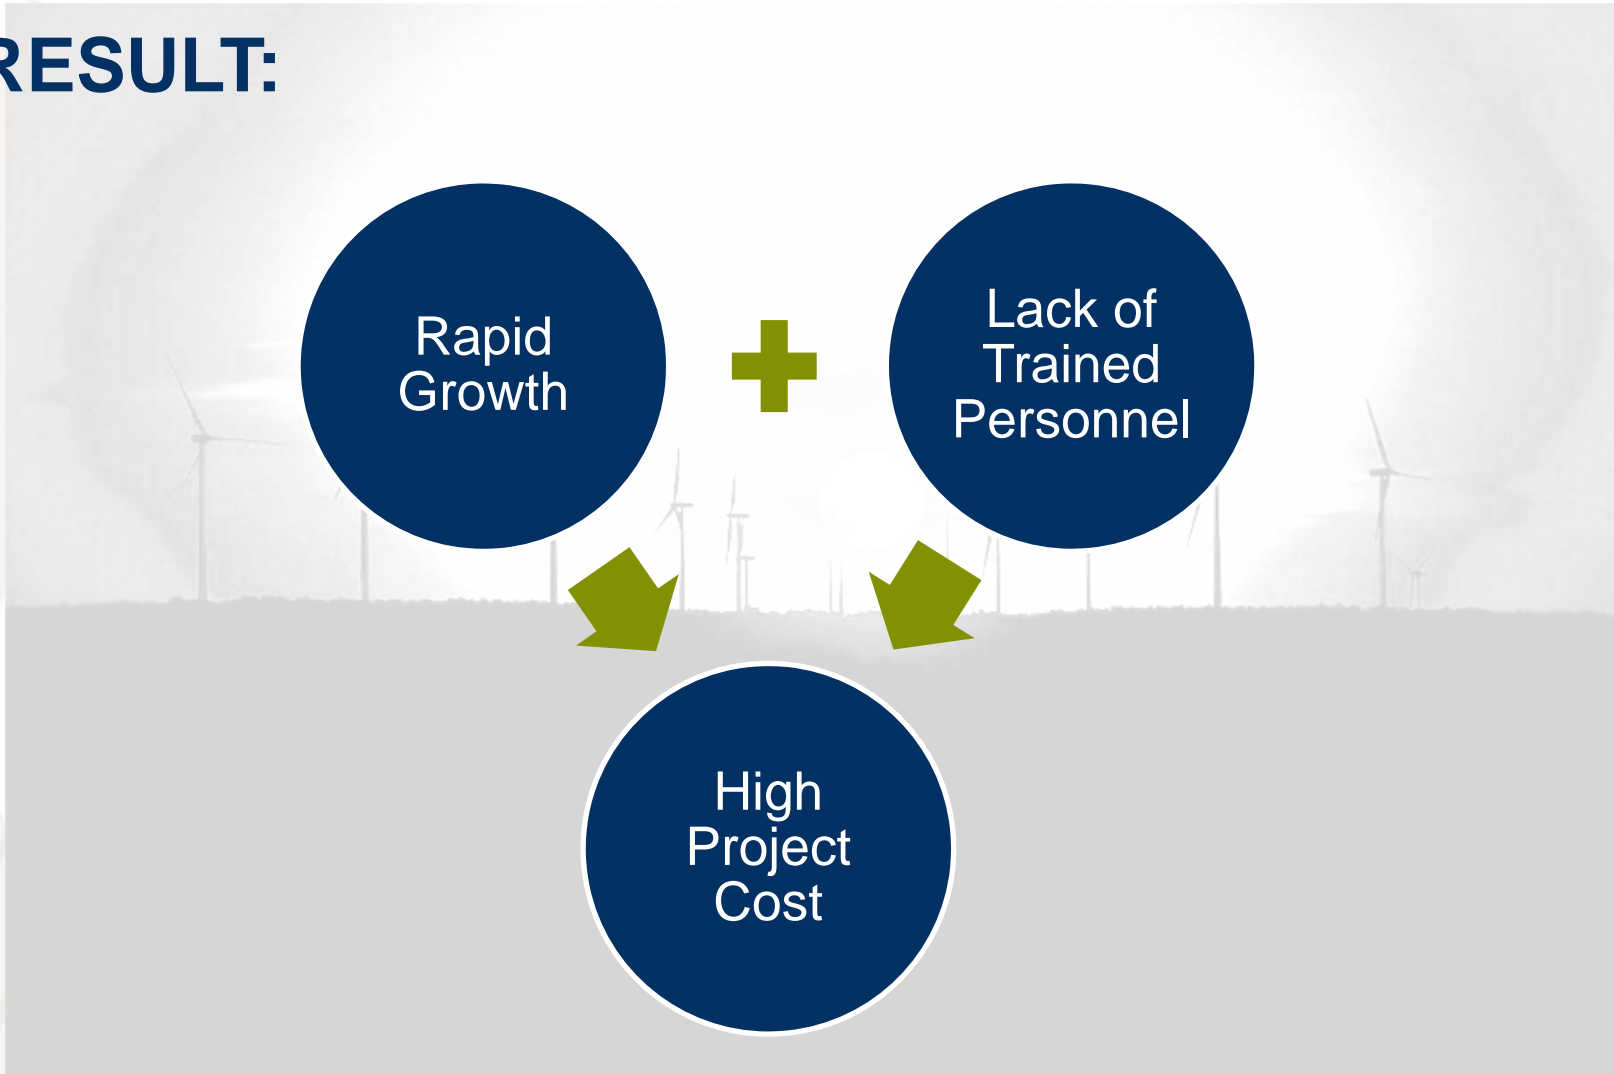 RESULT:
Rapid
Growth
Lack of
Trained
Personnel
High
Project
Cost